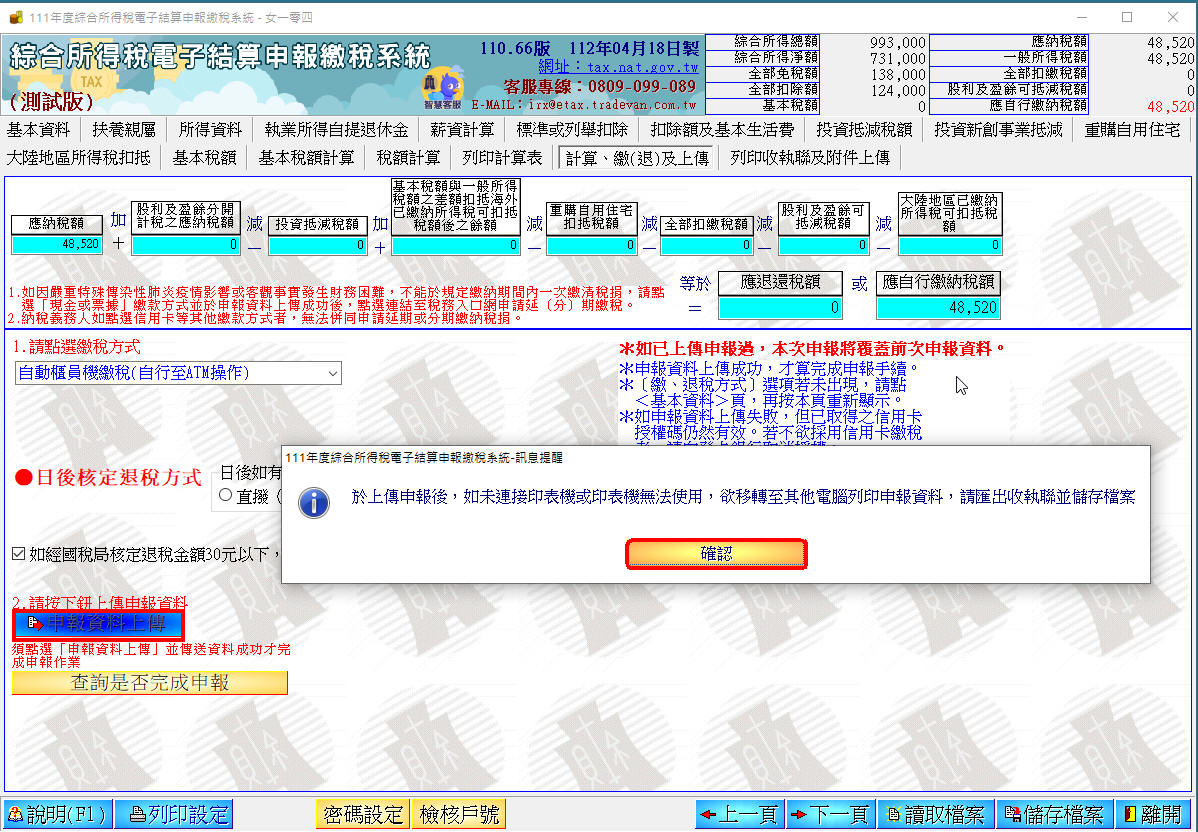 111年度綜合所得稅電子結算申報繳稅系統 - 女一零四
綜合所得稅電子結算申報繳稅系統
TAX
(測試版)
110.66版 112年04月18日製
網址：tax.nat.gov.tw
客服專線：0809-099-089
E-MAIL：irx@etax.tradevan.com.tw
智慧客服
綜合所得總額 993,000 應納稅額 48,520
綜合所得淨額 731,000 一般所得稅額 48,520
全部免稅額 138,000 全部扣繳稅額 0
全部扣除額 124,000 股利及盈餘可抵減稅額 0
基本稅額 0 應自行繳納稅額 48,520
基本資料 扶養親屬 所得資料 執業所得自提退休金 薪資計算 標準或列舉扣除 扣除額及基本生活費 投資抵減稅額 投資新創事業抵減 重購自用住宅
大陸地區所得稅扣抵 基本稅額 基本稅額計算 稅額計算 列印計算表 計算、繳(退)及上傳 列印收執聯及附件上傳
應納稅額
48,520
加
+
股利及盈餘分開
計稅之應納稅額
0
減
—
投資抵減稅額
0
加
+
基本稅額與一般所得
稅額之差額扣抵海外
已繳納所得稅可扣抵
稅額後之餘額
0
減
—
重購自用住宅
扣抵稅額
0
減
—
全部扣繳稅額
0
減
—
股利及盈餘可
抵減稅額
0
減
—
大陸地區已繳納
所得稅可扣抵稅
額
0
等於
＝
應退還稅額
0
或
應自行繳納稅額
48,520
1.如因嚴重特殊傳染性肺炎疫情影響或客觀事實發生財務困難，不能於規定繳納期間內一次繳清稅捐，請點
選「現金或票據」繳款方式並於申報資料上傳成功後，點選連結至稅務入口網申請延（分）期繳稅。
2.納稅義務人如點選信用卡等其他繳款方式者，無法併同申請延期或分期繳納稅捐。
1.請點選繳稅方式
自動櫃員機繳稅(自行至ATM操作)
＊如已上傳申報過，本次申報將覆蓋前次申報資料。
＊申報資料上傳成功，才算完成申報手續。
＊〔繳、退稅方式〕選項若未出現，請點
＜基本資料＞頁，再按本頁重新顯示。
＊如申報資料上傳失敗，但已取得之信用卡
授權碼仍然有效。若不欲採用信用卡繳稅
●日後核定退稅方式
日後如有
直撥（
如經國稅局核定退稅金額30元以下，
111年度綜合所得稅電子結算申報繳稅系統-訊息提醒
於上傳申報後，如未連接印表機或印表機無法使用，欲移轉至其他電腦列印申報資料，請匯出收執聯並儲存檔案
確認
2.請按下鈕上傳申報資料
申報資料上傳
須點選「申報資料上傳」並傳送資料成功才完
成申報作業
查詢是否完成申報
說明(F1) 列印設定 密碼設定 檢核戶號 上一頁 下一頁 讀取檔案 儲存檔案 離開